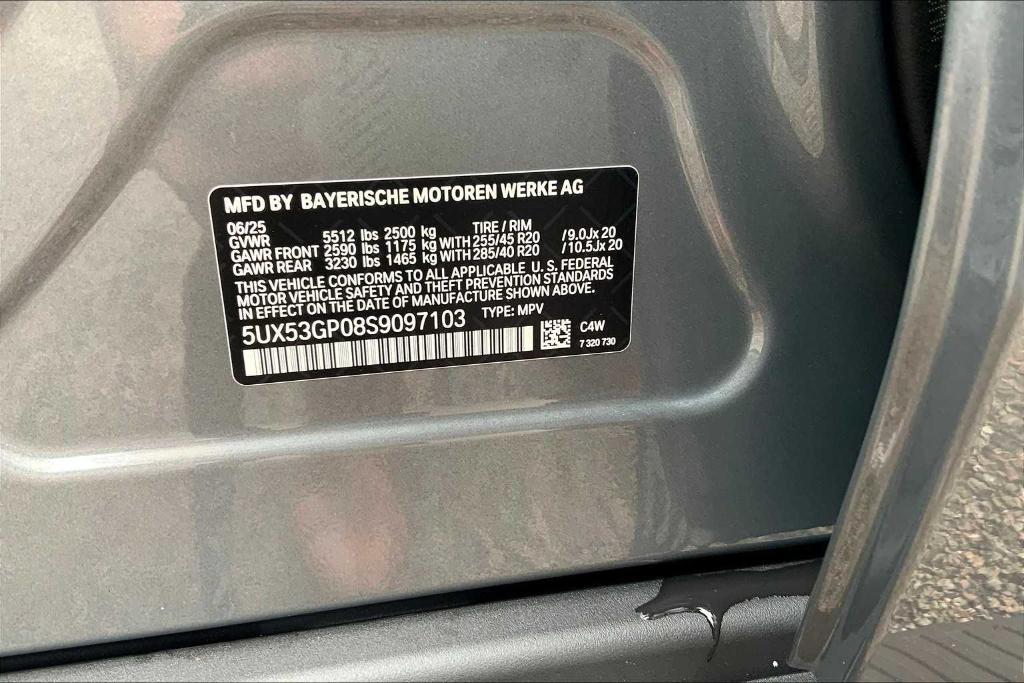 MFD BY BAYERISCHE MOTOREN WERKE AG
06/25 TIRE / RIM
GVWR 5512 lbs 2500 kg
GAWR FRONT 2590 lbs 1175 kg WITH 255/45 R20 /9.0Jx 20
GAWR REAR 3230 lbs 1465 kg WITH 285/40 R20 /10.5Jx 20
THIS VEHICLE CONFORMS TO ALL APPLICABLE U.S. FEDERAL
MOTOR VEHICLE SAFETY AND THEFT PREVENTION STANDARDS
IN EFFECT ON THE DATE OF MANUFACTURE SHOWN ABOVE.
5UX53GP08S9097103 TYPE: MPV
C4W
7 320 730